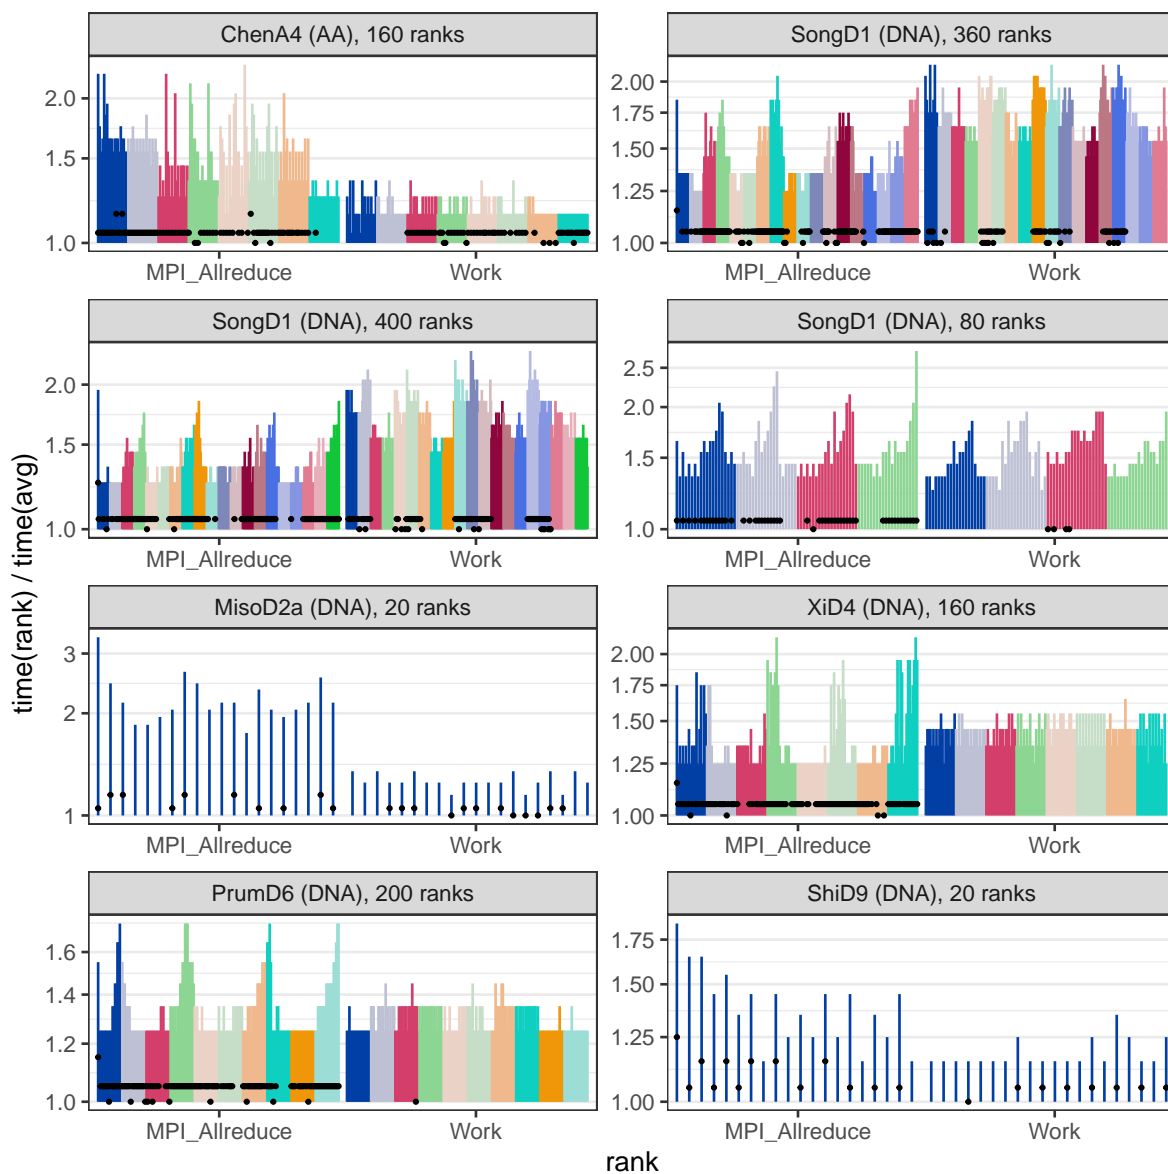 ChenA4 (AA), 160 ranks
2.0
1.5
1.0
MPI_Allreduce
Work
SongD1 (DNA), 360 ranks
2.00
1.75
1.50
1.25
1.00
MPI_Allreduce
Work
SongD1 (DNA), 400 ranks
2.0
1.5
1.0
MPI_Allreduce
Work
SongD1 (DNA), 80 ranks
2.5
2.0
1.5
1.0
MPI_Allreduce
Work
time(rank) / time(avg)
MisoD2a (DNA), 20 ranks
3
2
1
MPI_Allreduce
Work
XiD4 (DNA), 160 ranks
2.00
1.75
1.50
1.25
1.00
MPI_Allreduce
Work
PrumD6 (DNA), 200 ranks
1.6
1.4
1.2
1.0
MPI_Allreduce
Work
ShiD9 (DNA), 20 ranks
1.75
1.50
1.25
1.00
MPI_Allreduce
Work
rank